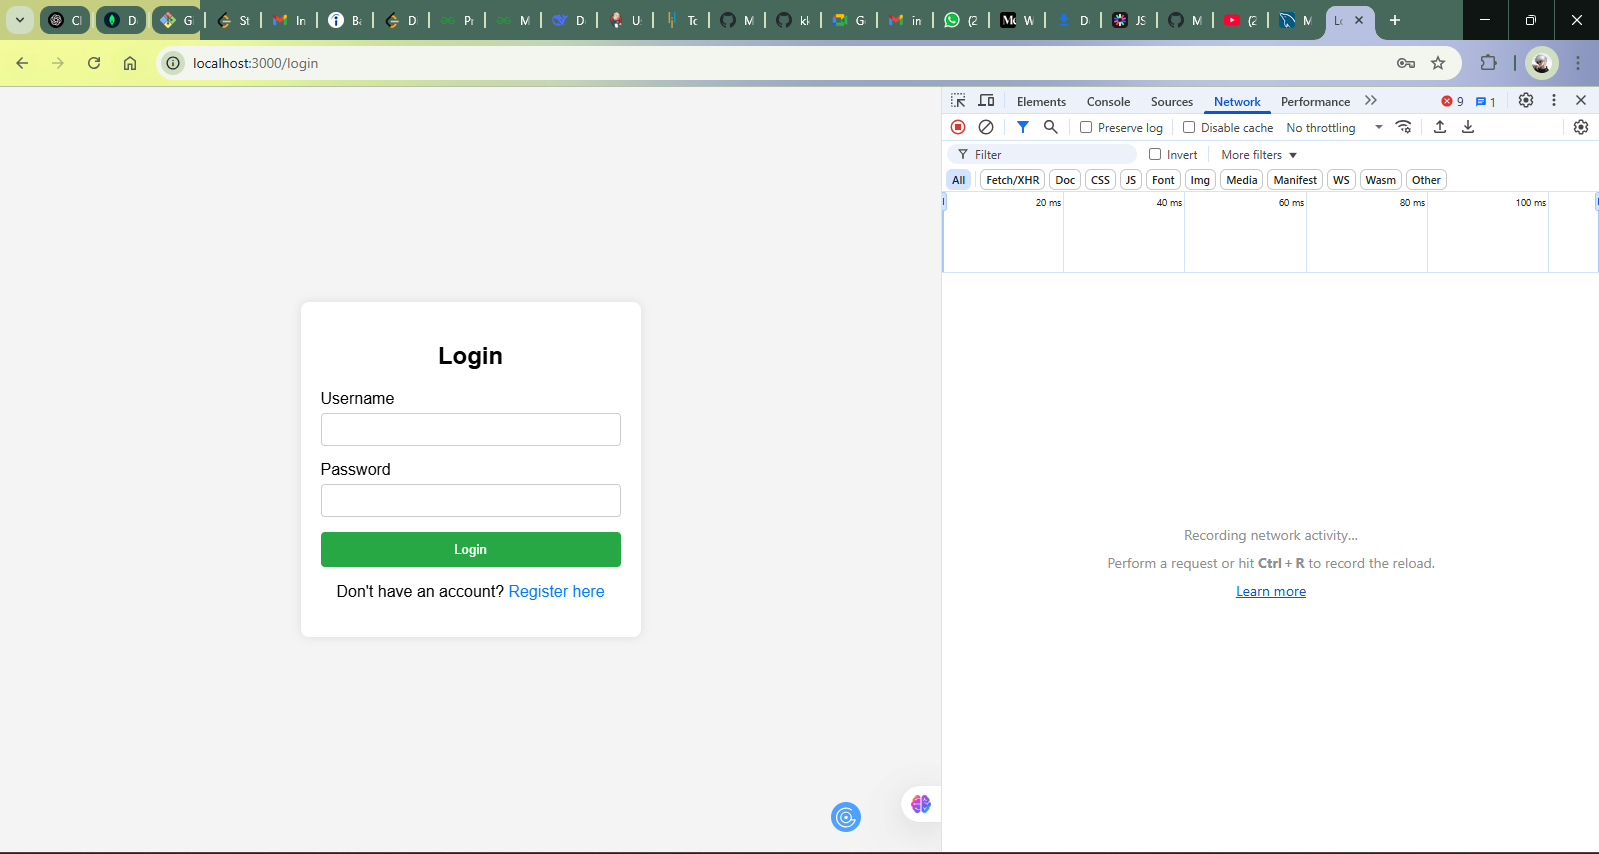 Cl
D
G
St
In
Ba
D
Pr
M
D
U
To
M
kl
G
in
(2
W
D
JS
M
(2
M
Lo
localhost:3000/login
Elements
Console
Sources
Network
Performance
9
1
Preserve log
Disable cache
No throttling
Filter
Invert
More filters
All
Fetch/XHR
Doc
CSS
JS
Font
Img
Media
Manifest
WS
Wasm
Other
20 ms
40 ms
60 ms
80 ms
100 ms
Login
Username
Password
Login
Don't have an account? Register here
Recording network activity...
Perform a request or hit Ctrl + R to record the reload.
Learn more